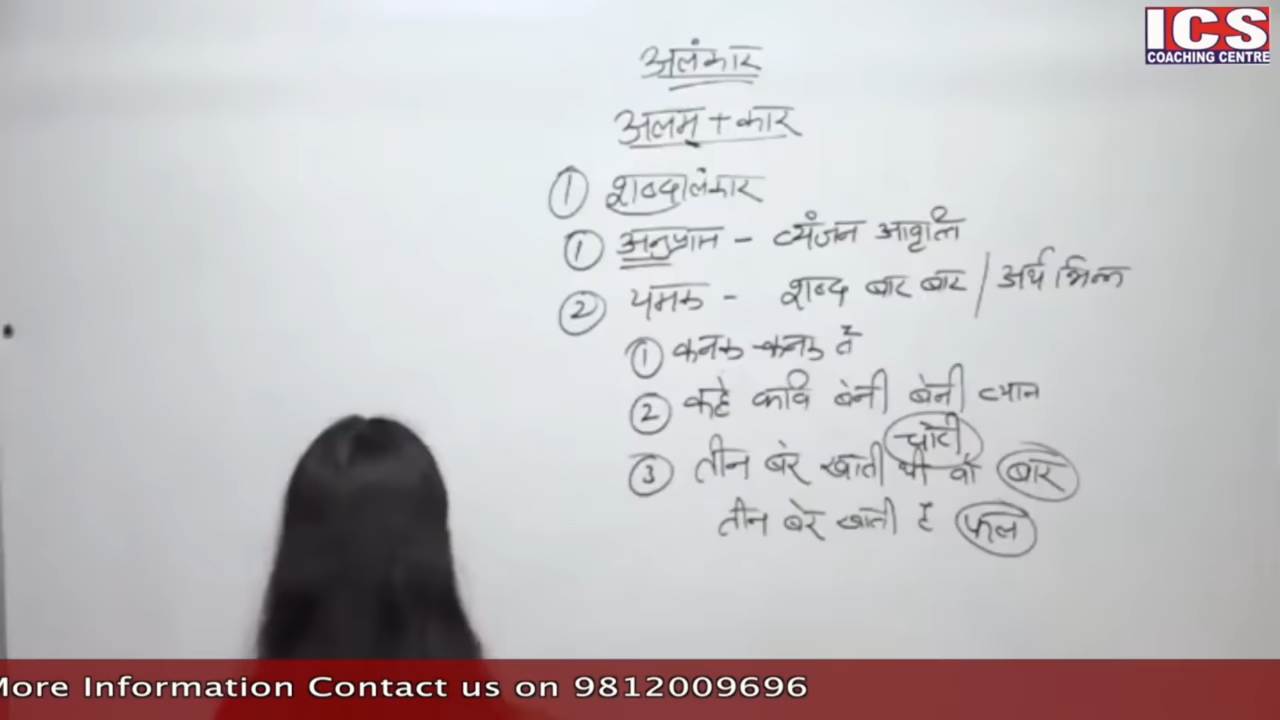 ICS
COACHING CENTRE
अलंकार
अलम् + कार
① शब्दालंकार
① अनुप्रास - व्यंजन आवृत्ति
② यमक - शब्द बार बार / अर्थ भिन्न
① कनक कनक ते
② कहे कवि बेनी बेनी व्याल
चोटी
③ तीन बेर खाती थी वो बार
तीन बेर खाती है फल
More Information Contact us on 9812009696